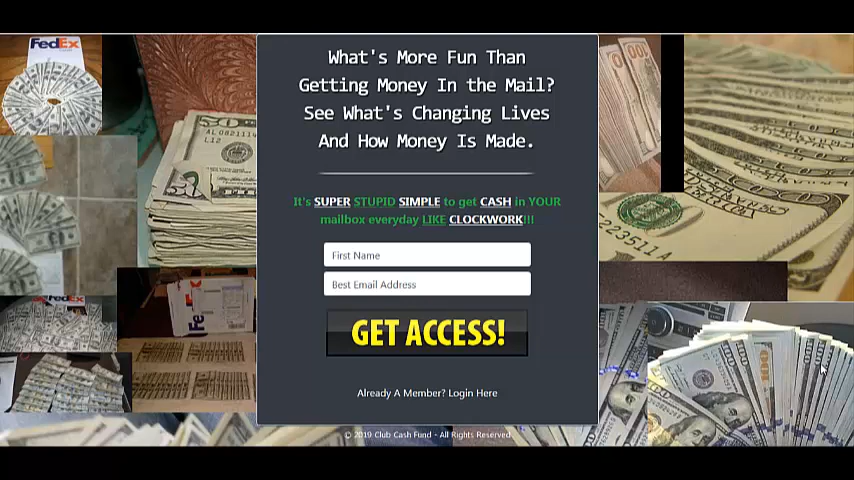 FedEx
What's More Fun Than
Getting Money In the Mail?
See What's Changing Lives
And How Money Is Made.
It's SUPER STUPID SIMPLE to get CASH in YOUR
mailbox everyday LIKE CLOCKWORK!!!
First Name
Best Email Address
GET ACCESS!
Already A Member? Login Here
© 2019 Club Cash Fund - All Rights Reserved